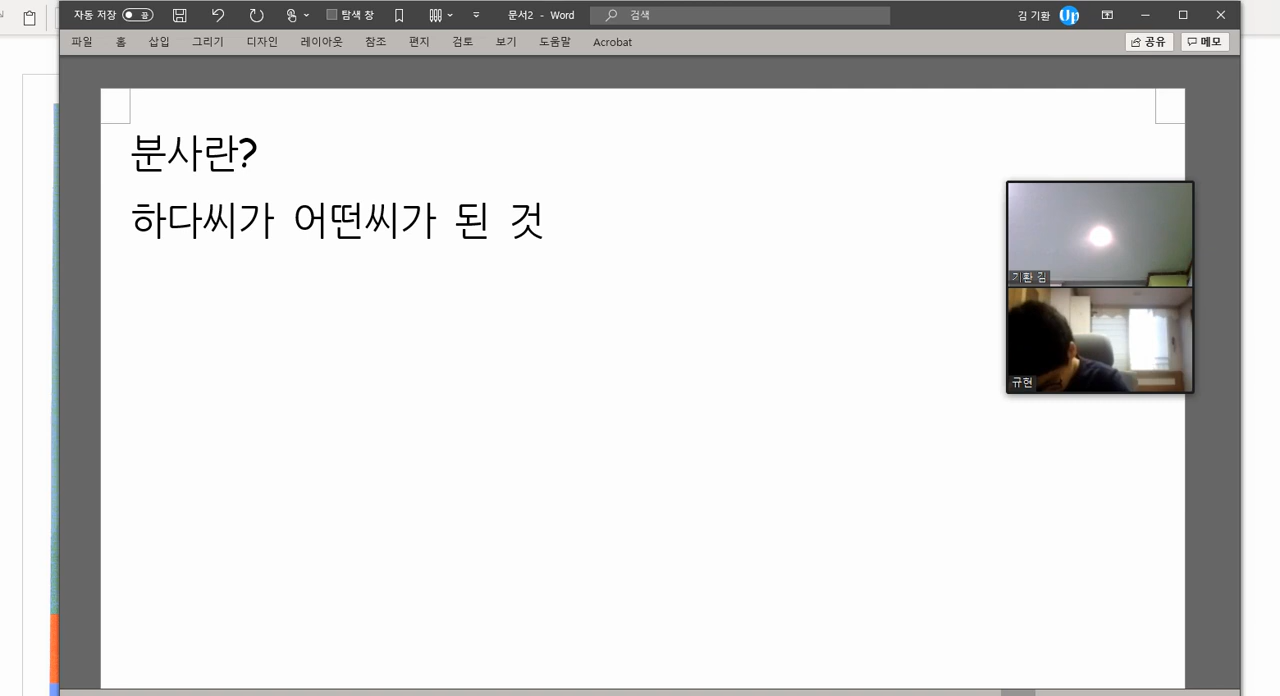 자동 저장 끔 탐색 창 문서2 - Word 검색 김 기환 Up
파일 홈 삽입 그리기 디자인 레이아웃 참조 편지 검토 보기 도움말 Acrobat 공유 메모
분사란?
하다씨가 어떤씨가 된 것
기환 김
규현